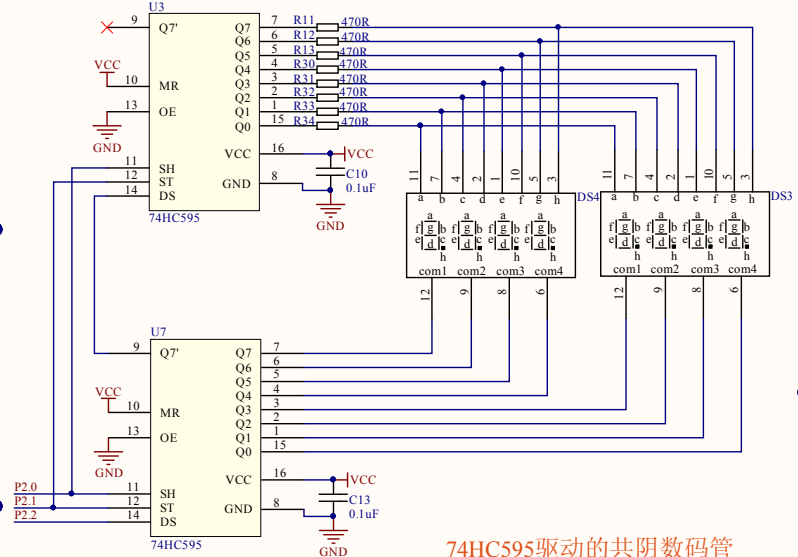 U3
9 Q7' Q7 7 R11 470R
Q6 6 R12 470R
Q5 5 R13 470R
Q4 4 R30 470R
VCC
10 MR Q3 3 R31 470R
Q2 2 R32 470R
13 OE Q1 1 R33 470R
Q0 15 R34 470R
GND
VCC 16 VCC
11 SH
12 ST GND 8 C10
14 DS 0.1uF
74HC595 GND
11 7 4 2 1 10 5 3
a b c d e f g h DS4
a a a a
f g b f g b f g b f g b
e d c e d c e d c e d c
h h h h
com1 com2 com3 com4
12 9 8 6
11 7 4 2 1 10 5 3
a b c d e f g h DS3
a a a a
f g b f g b f g b f g b
e d c e d c e d c e d c
h h h h
com1 com2 com3 com4
12 9 8 6
U7
9 Q7' Q7 7
Q6 6
Q5 5
VCC Q4 4
10 MR Q3 3
Q2 2
13 OE Q1 1
Q0 15
GND
VCC 16 VCC
P2.0 11 SH C13
P2.1 12 ST GND 8 0.1uF
P2.2 14 DS
74HC595 GND
74HC595驱动的共阴数码管